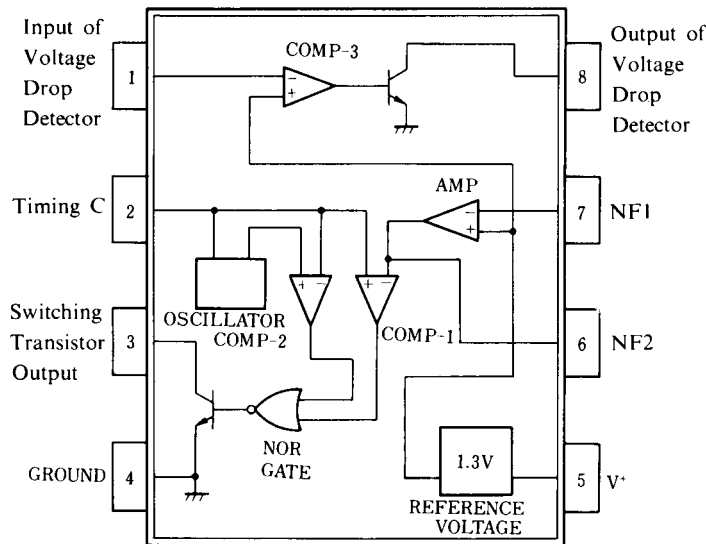 Input of
Voltage
Drop
Detector
1
COMP-3
-
+
Output of
Voltage
Drop
Detector
8
Timing C
2
AMP
-
+
7
NF1
+ -
+ -
OSCILLATOR
COMP-2
COMP-1
Switching
Transistor
Output
3
6
NF2
NOR
GATE
1.3V
REFERENCE
VOLTAGE
GROUND
4
5
V+